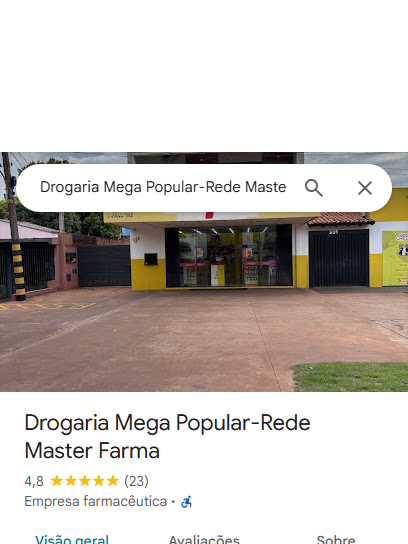 Drogaria Mega Popular-Rede Maste
Drogaria Mega Popular-Rede
Master Farma
4,8 (23)
Empresa farmacêutica ·
Visão geral Avaliações Sobre